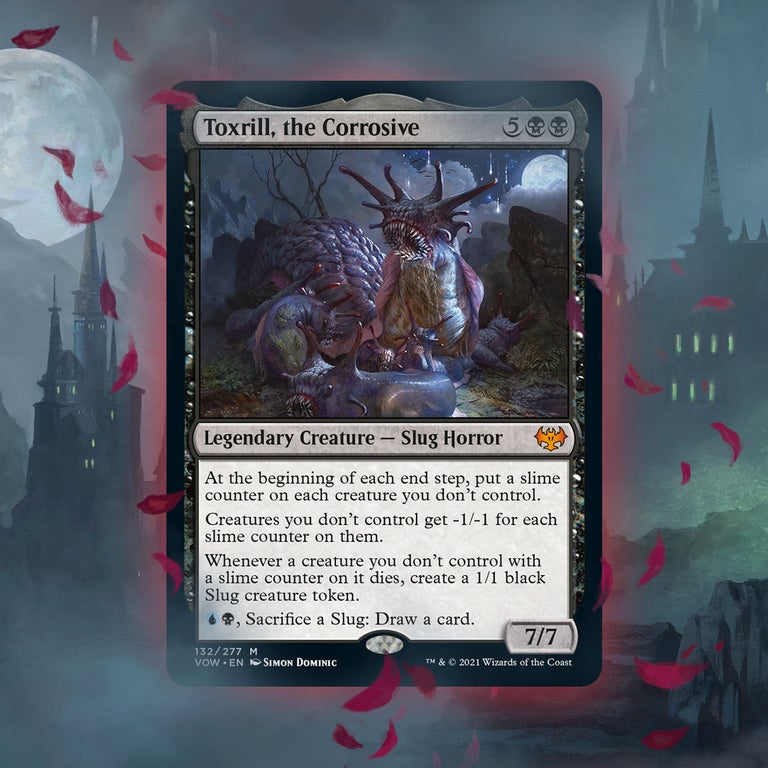 Toxrill, the Corrosive 5
Legendary Creature — Slug Horror
At the beginning of each end step, put a slime
counter on each creature you don't control.
Creatures you don't control get -1/-1 for each
slime counter on them.
Whenever a creature you don't control with
a slime counter on it dies, create a 1/1 black
Slug creature token.
, Sacrifice a Slug: Draw a card.
7/7
132/277 M
VOW • EN Simon Dominic
™ & © 2021 Wizards of the Coast